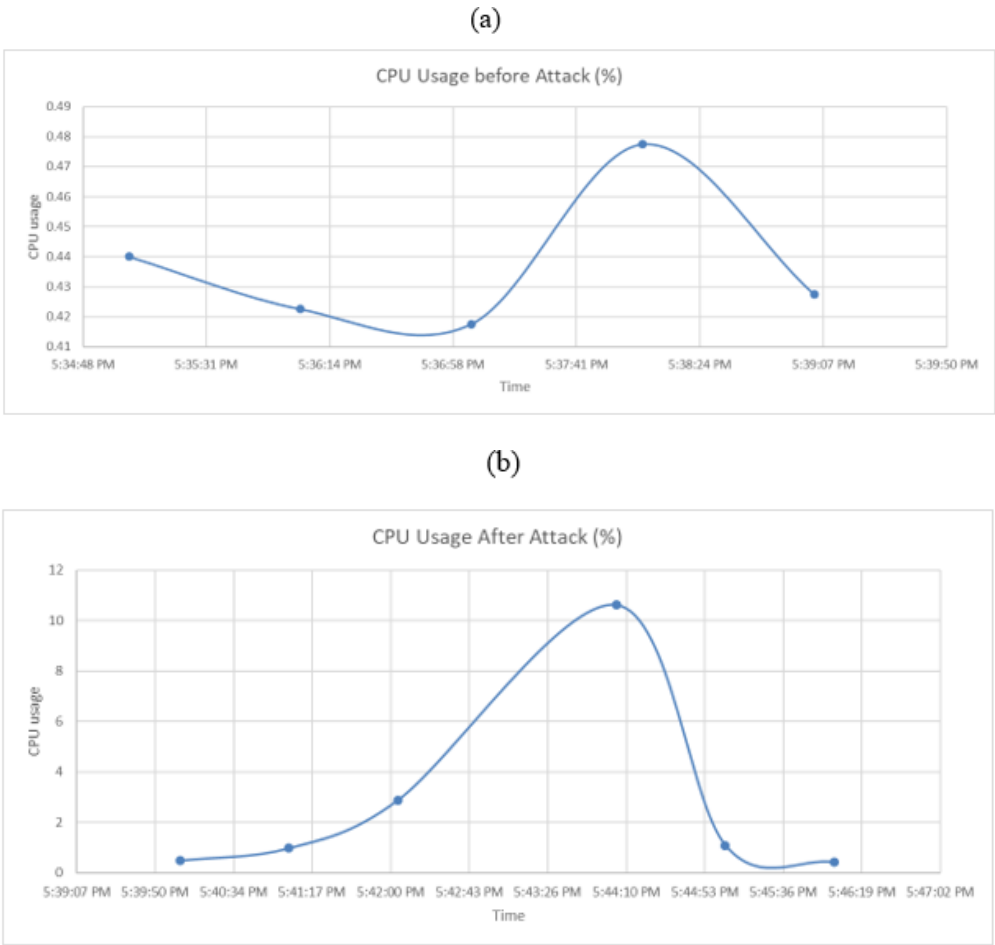 (a)
CPU Usage before Attack (%)
0.49
0.48
0.47
0.46
0.45
0.44
0.43
0.42
0.41
CPU usage
5:34:48 PM 5:35:31 PM 5:36:14 PM 5:36:58 PM 5:37:41 PM 5:38:24 PM 5:39:07 PM 5:39:50 PM
Time
(b)
CPU Usage After Attack (%)
12
10
8
6
4
2
0
CPU usage
5:39:07 PM 5:39:50 PM 5:40:34 PM 5:41:17 PM 5:42:00 PM 5:42:43 PM 5:43:26 PM 5:44:10 PM 5:44:53 PM 5:45:36 PM 5:46:19 PM 5:47:02 PM
Time